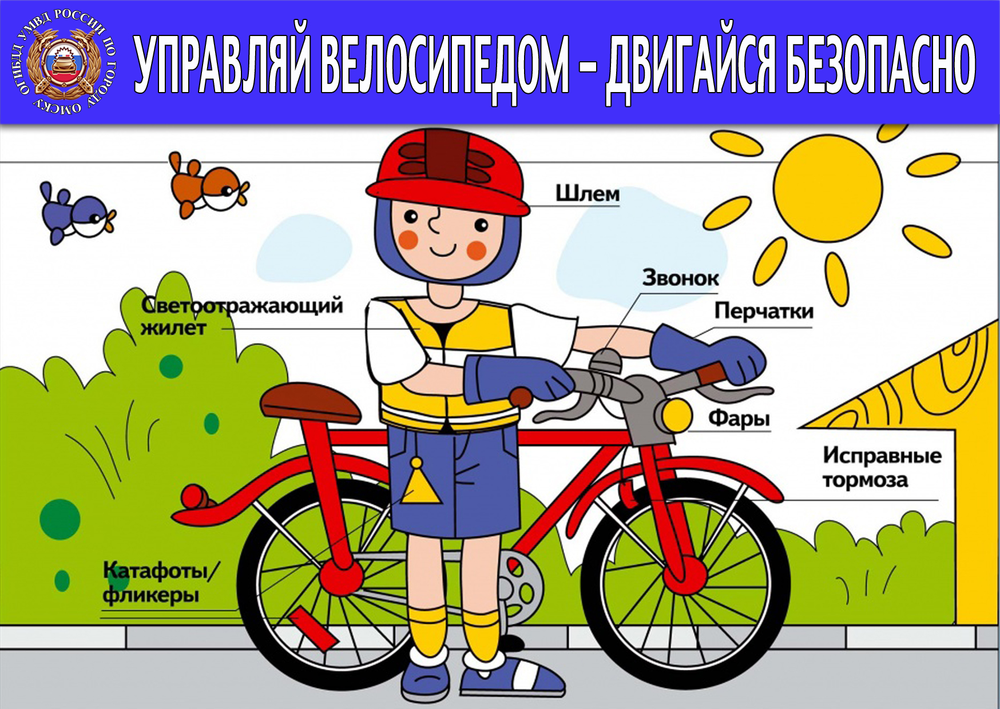 ОГИБДД УМВД РОССИИ ПО ГОРОДУ ОМСКУ
УПРАВЛЯЙ ВЕЛОСИПЕДОМ – ДВИГАЙСЯ БЕЗОПАСНО
Шлем
Звонок
Светоотражающий
жилет
Перчатки
Фары
Исправные
тормоза
Катафоты/
фликеры